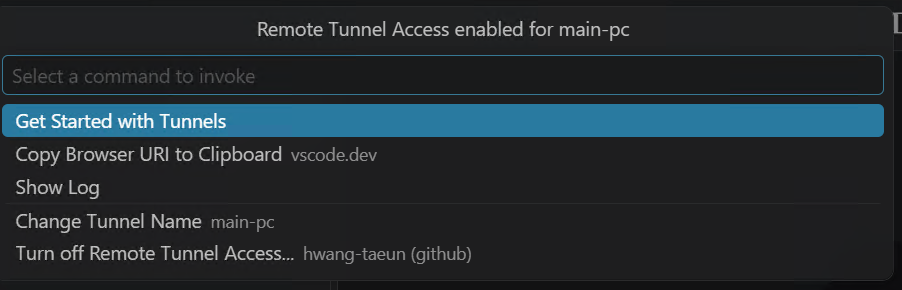 Remote Tunnel Access enabled for main-pc
Select a command to invoke
Get Started with Tunnels
Copy Browser URI to Clipboard vscode.dev
Show Log
Change Tunnel Name main-pc
Turn off Remote Tunnel Access... hwang-taeun (github)